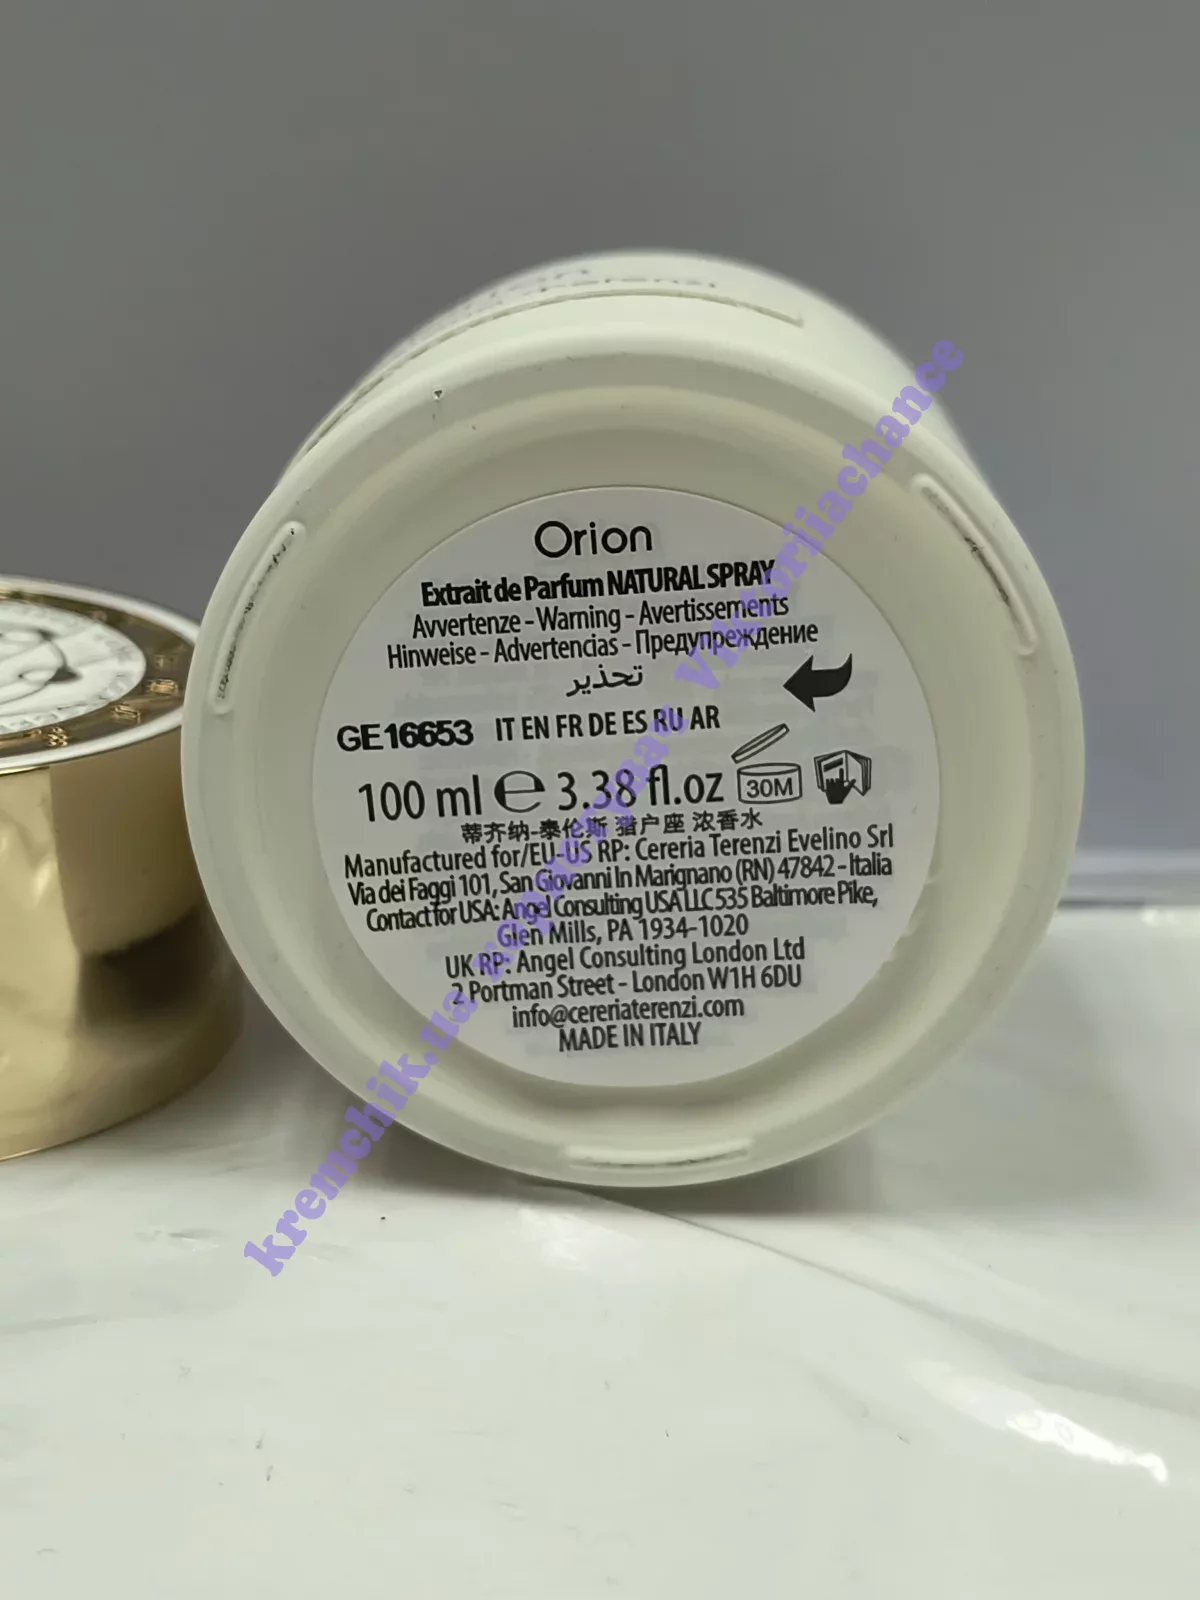 Orion
Extrait de Parfum NATURAL SPRAY
Avvertenze - Warning - Avertissements
Hinweise - Advertencias - Предупреждение
تحذير
GE16653 IT EN FR DE ES RU AR
100 ml ℮ 3.38 fl.oz 30M
蒂齐纳-泰伦斯 猎户座 浓香水
Manufactured for/EU-US RP: Cereria Terenzi Evelino Srl
Via dei Faggi 101, San Giovanni In Marignano (RN) 47842 - Italia
Contact for USA: Angel Consulting USA LLC 535 Baltimore Pike,
Glen Mills, PA 1934-1020
UK RP: Angel Consulting London Ltd
2 Portman Street - London W1H 6DU
info@cereriaterenzi.com
MADE IN ITALY
kremchik.ua Viktoriiachance